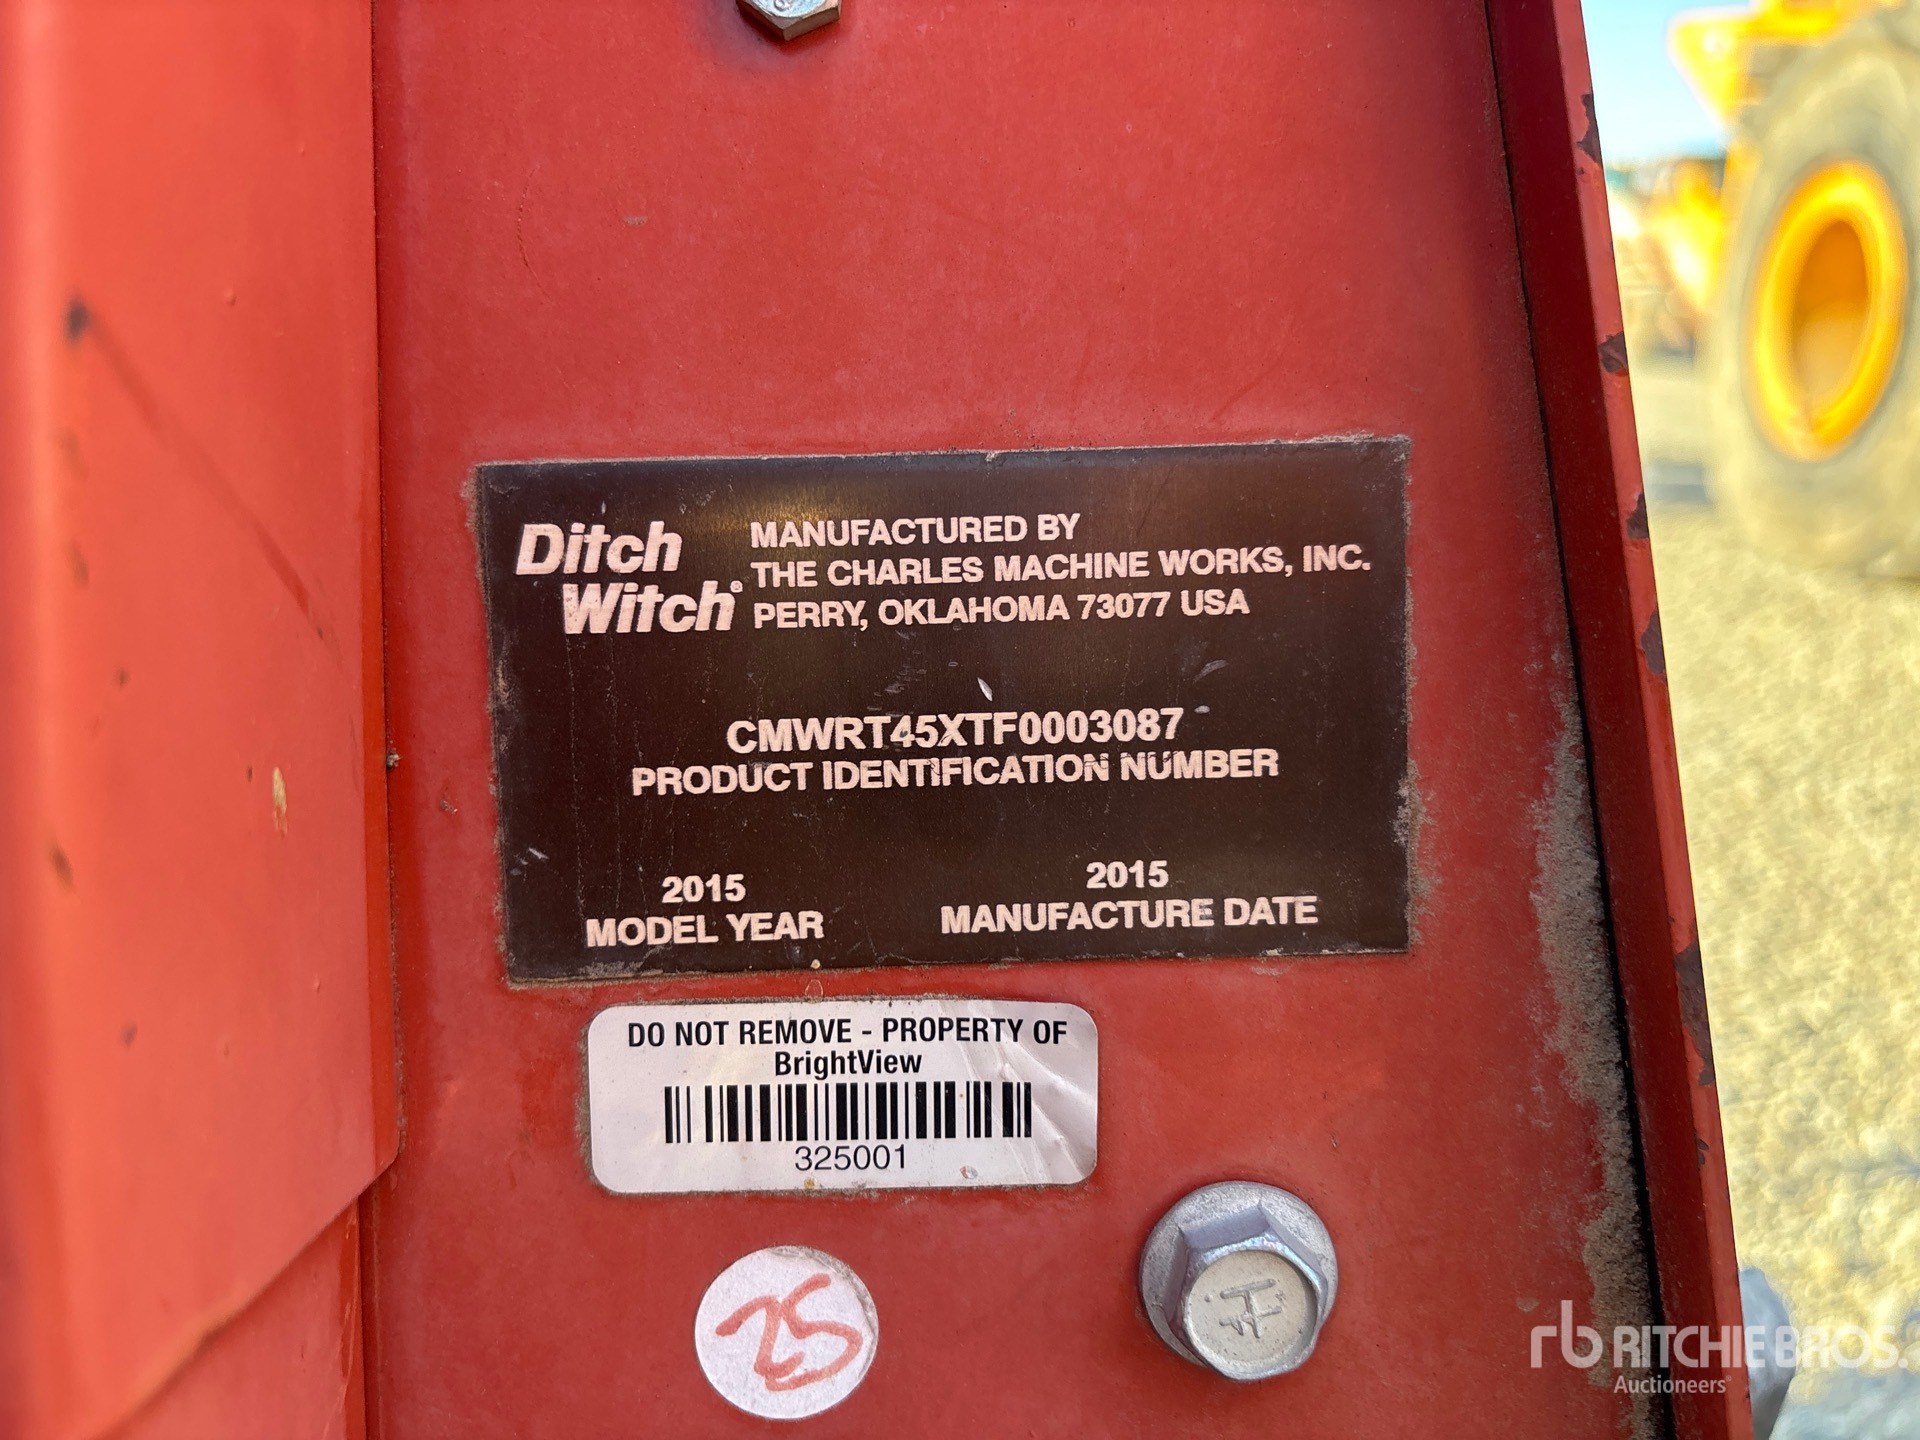 Ditch
Witch®
MANUFACTURED BY
THE CHARLES MACHINE WORKS, INC.
PERRY, OKLAHOMA 73077 USA
CMWRT45XTF0003087
PRODUCT IDENTIFICATION NUMBER
2015
MODEL YEAR
2015
MANUFACTURE DATE
DO NOT REMOVE - PROPERTY OF
BrightView
325001
25
rb RITCHIE BROS.
Auctioneers